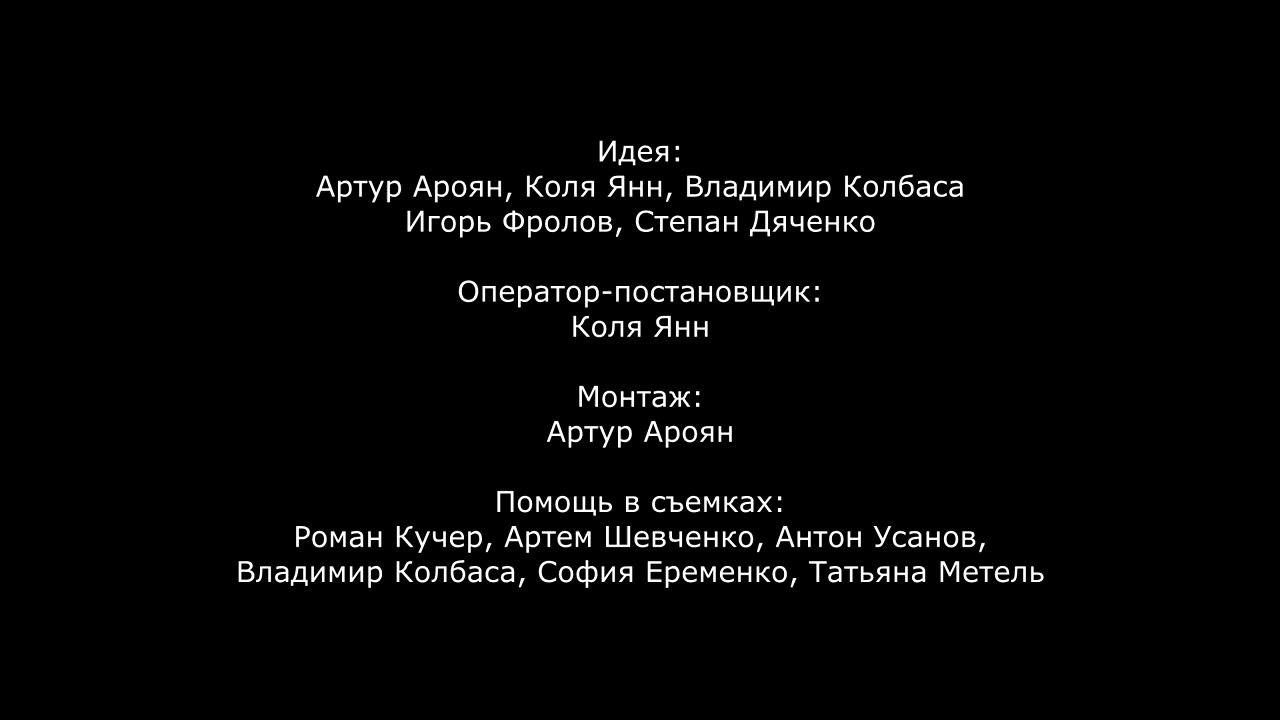 Идея:
Артур Ароян, Коля Янн, Владимир Колбаса
Игорь Фролов, Степан Дяченко
Оператор-постановщик:
Коля Янн
Монтаж:
Артур Ароян
Помощь в съемках:
Роман Кучер, Артем Шевченко, Антон Усанов,
Владимир Колбаса, София Еременко, Татьяна Метель